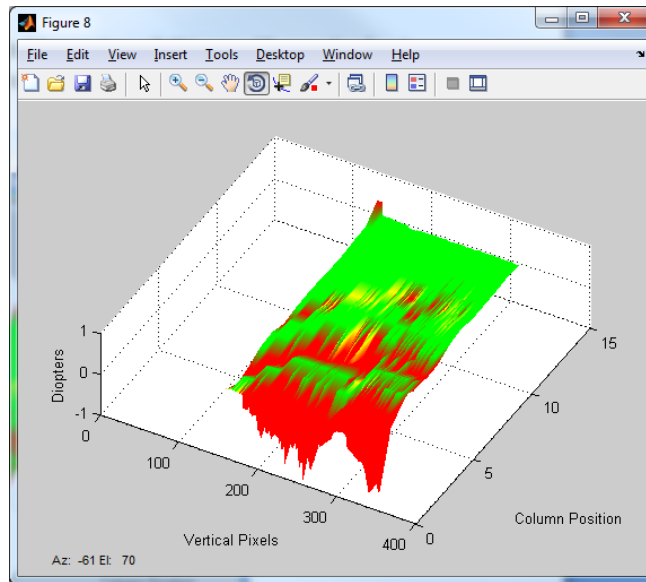 Figure 8
File Edit View Insert Tools Desktop Window Help
1
0
-1
Diopters
0
100
200
300
400
Vertical Pixels
0
5
10
15
Column Position
Az: -61 El: 70